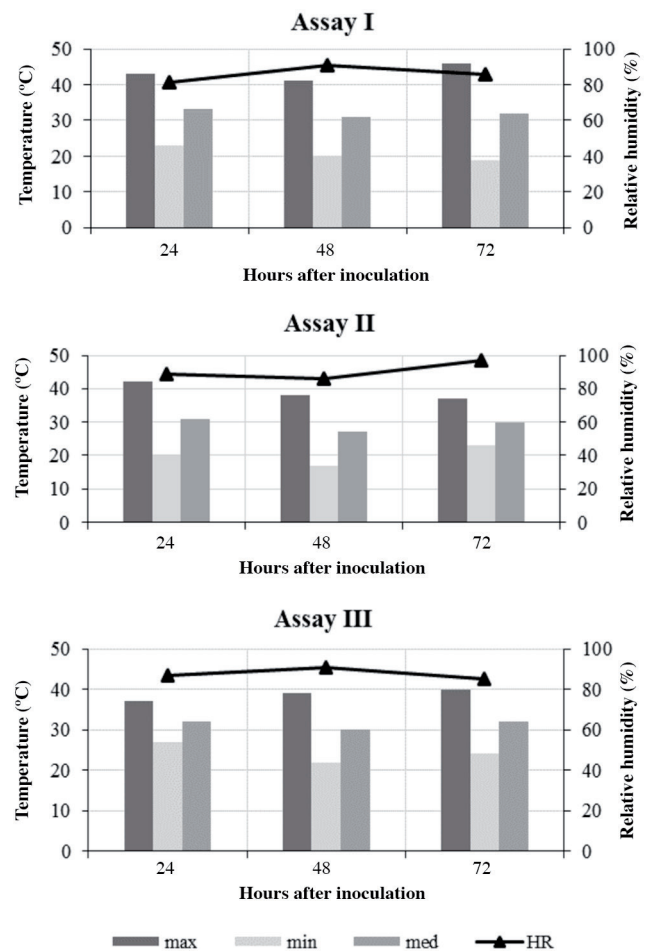 Assay I
Temperature (ºC)
50
40
30
20
10
0
100
80
60
40
20
0
Relative humidity (%)
24 48 72
Hours after inoculation
Assay II
Temperature (ºC)
50
40
30
20
10
0
100
80
60
40
20
0
Relative humidity (%)
24 48 72
Hours after inoculation
Assay III
Temperature (ºC)
50
40
30
20
10
0
100
80
60
40
20
0
Relative humidity (%)
24 48 72
Hours after inoculation
max min med HR